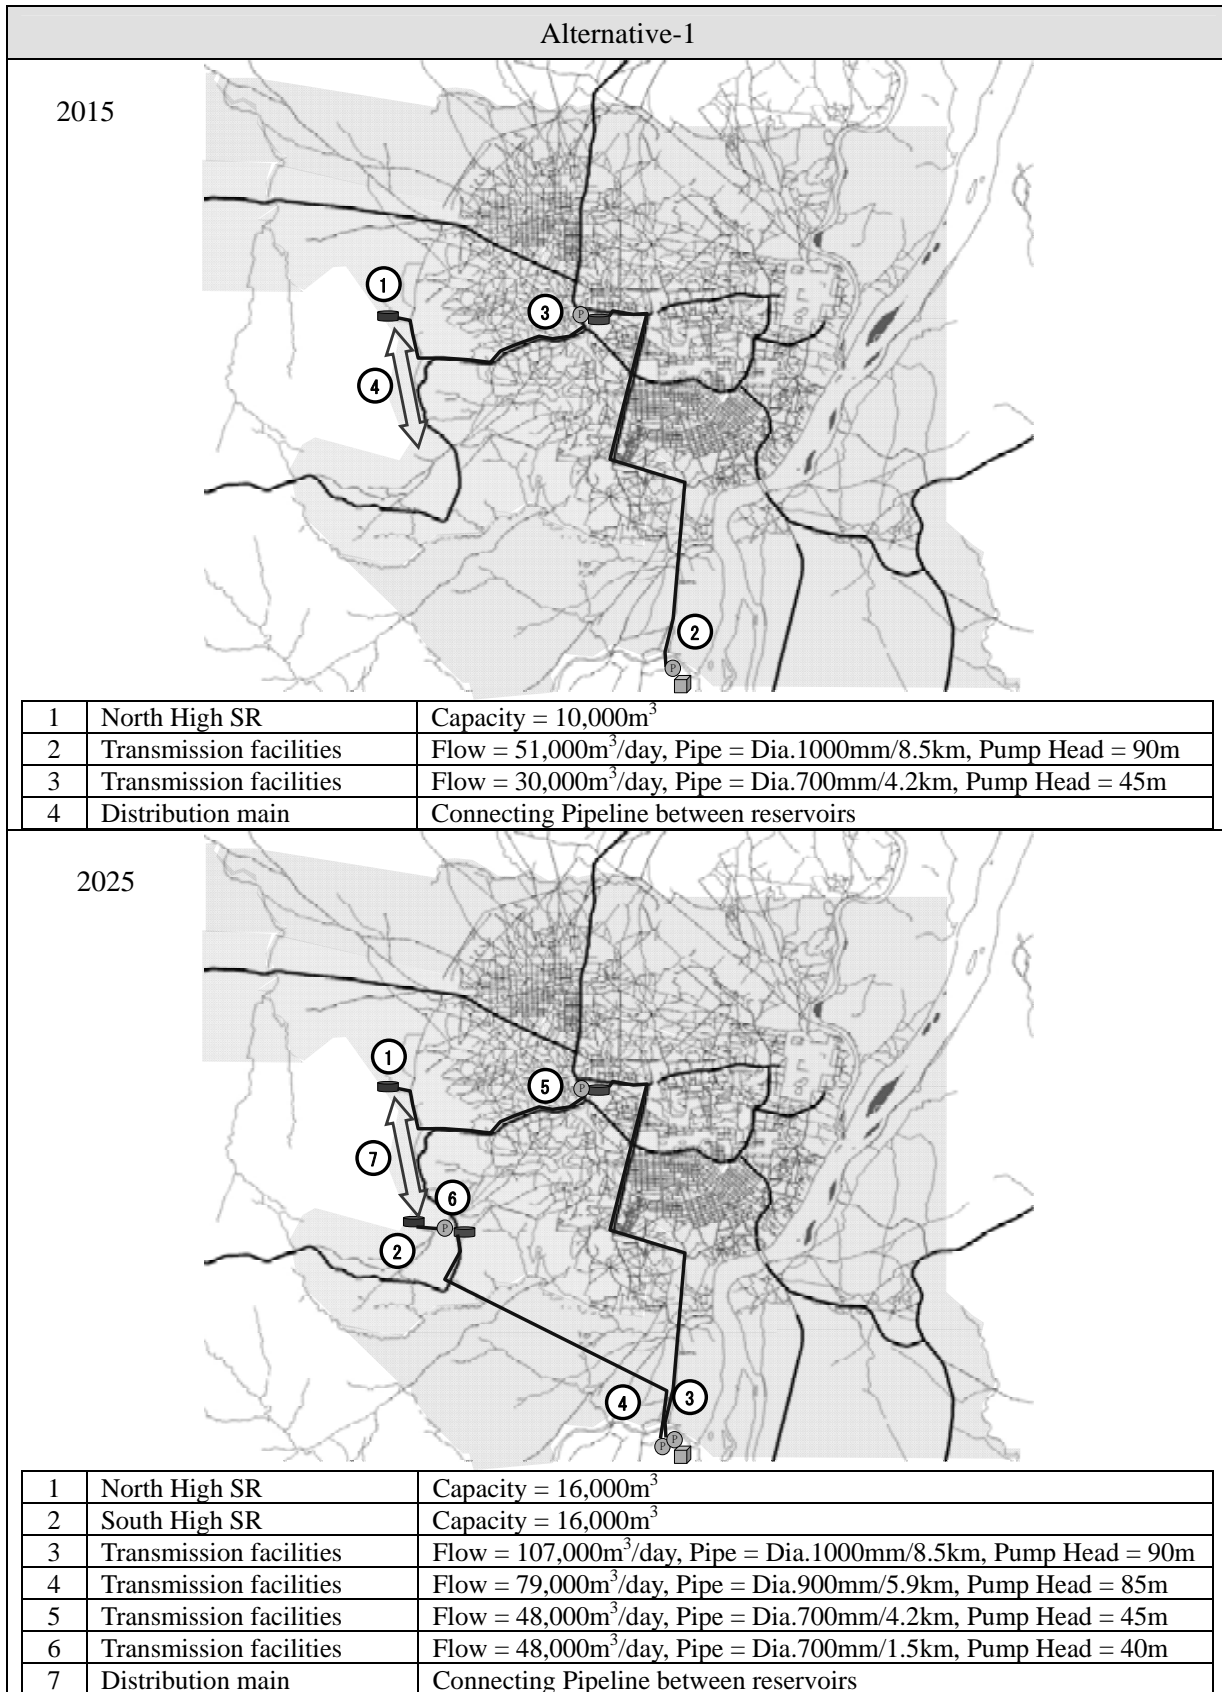 Alternative-1
2015
1
3
4
2
P
P
1 North High SR Capacity = 10,000m³
2 Transmission facilities Flow = 51,000m³/day, Pipe = Dia.1000mm/8.5km, Pump Head = 90m
3 Transmission facilities Flow = 30,000m³/day, Pipe = Dia.700mm/4.2km, Pump Head = 45m
4 Distribution main Connecting Pipeline between reservoirs
2025
1
5
P
7
6
P
2
4
3
P
P
1 North High SR Capacity = 16,000m³
2 South High SR Capacity = 16,000m³
3 Transmission facilities Flow = 107,000m³/day, Pipe = Dia.1000mm/8.5km, Pump Head = 90m
4 Transmission facilities Flow = 79,000m³/day, Pipe = Dia.900mm/5.9km, Pump Head = 85m
5 Transmission facilities Flow = 48,000m³/day, Pipe = Dia.700mm/4.2km, Pump Head = 45m
6 Transmission facilities Flow = 48,000m³/day, Pipe = Dia.700mm/1.5km, Pump Head = 40m
7 Distribution main Connecting Pipeline between reservoirs